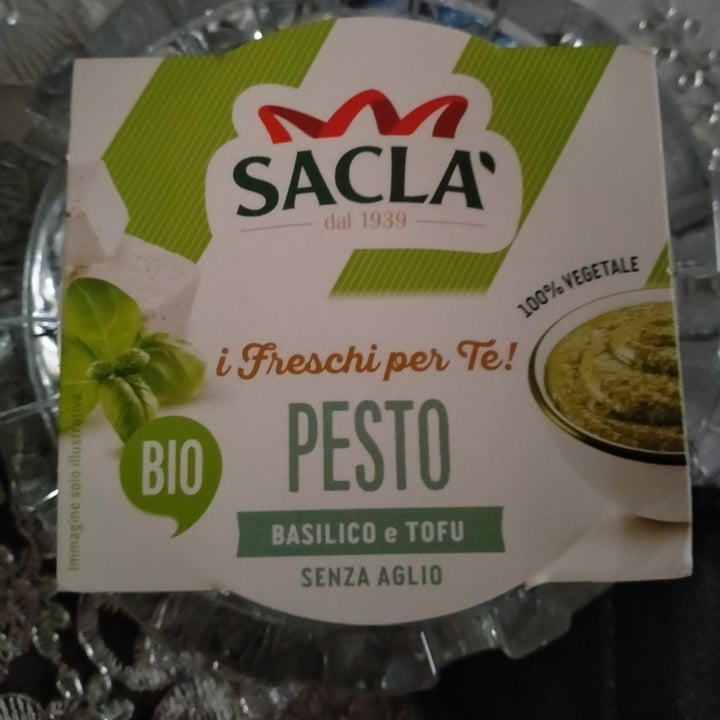 SACLA'
dal 1939
100% VEGETALE
i Freschi per Te!
PESTO
BIO
BASILICO e TOFU
SENZA AGLIO
Immagine solo illustrativa